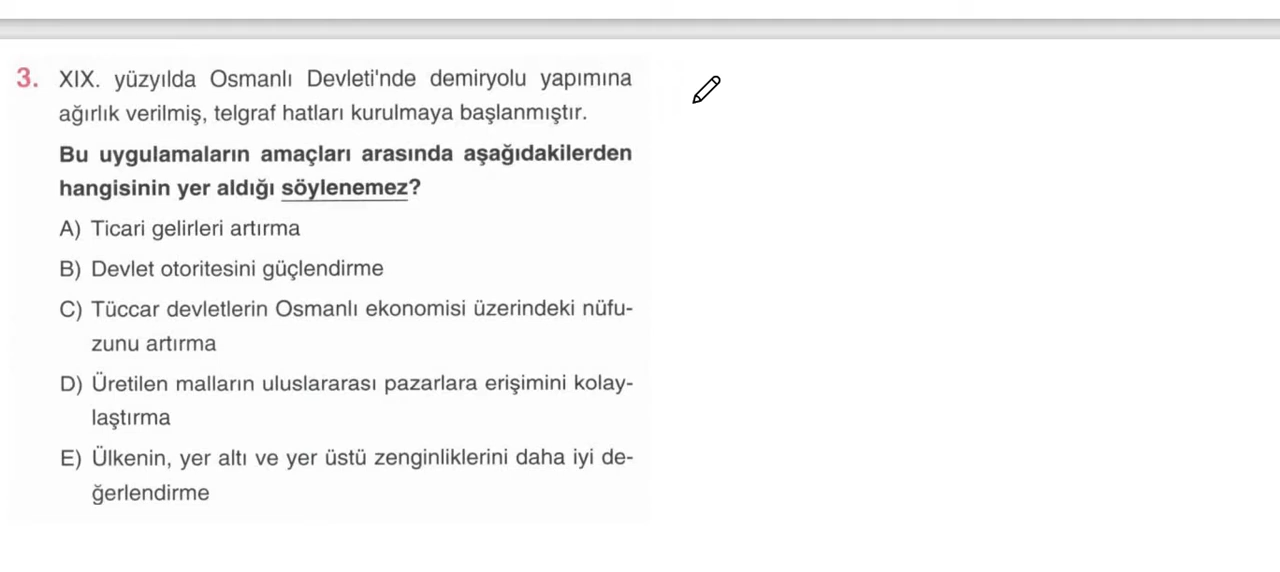 3. XIX. yüzyılda Osmanlı Devleti'nde demiryolu yapımına
ağırlık verilmiş, telgraf hatları kurulmaya başlanmıştır.
Bu uygulamaların amaçları arasında aşağıdakilerden
hangisinin yer aldığı söylenemez?
A) Ticari gelirleri artırma
B) Devlet otoritesini güçlendirme
C) Tüccar devletlerin Osmanlı ekonomisi üzerindeki nüfu-
zunu artırma
D) Üretilen malların uluslararası pazarlara erişimini kolay-
laştırma
E) Ülkenin, yer altı ve yer üstü zenginliklerini daha iyi de-
ğerlendirme